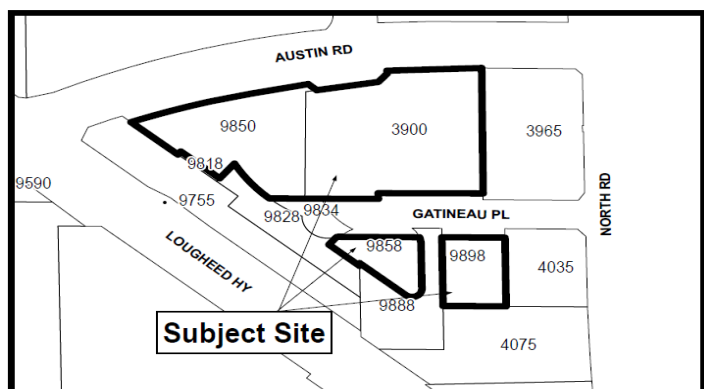 AUSTIN RD
9850
3900
3965
9818
9590
9755
9828
9834
GATINEAU PL
NORTH RD
LOUGHEED HY
9858
9898
4035
9888
Subject Site
4075